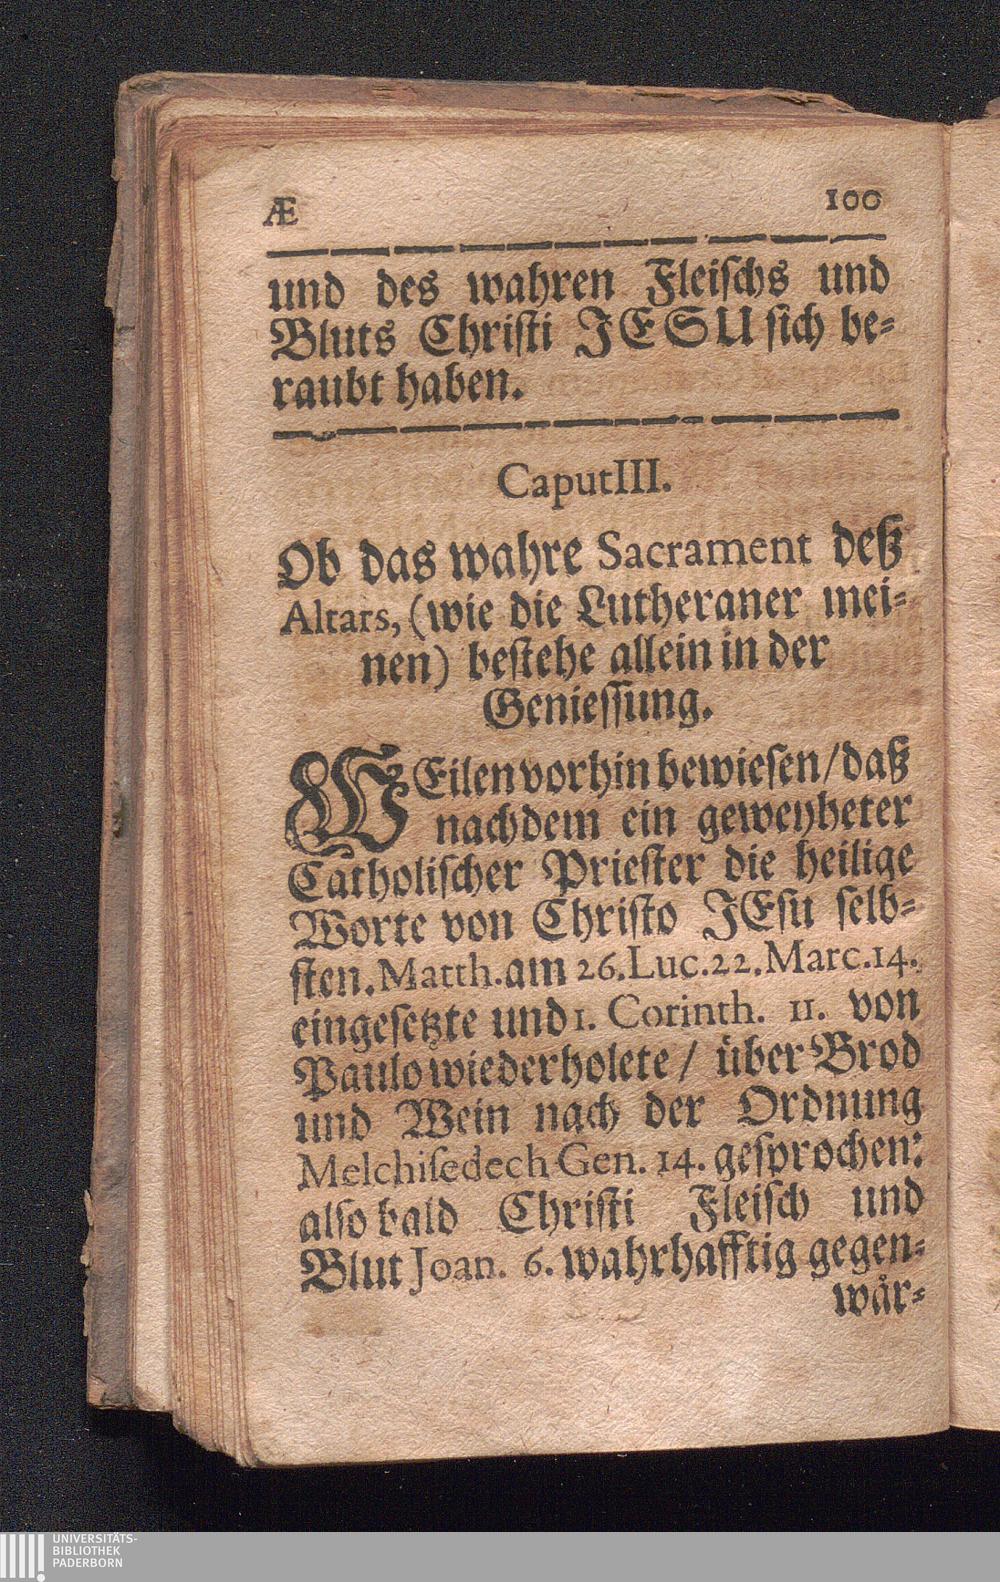 Æ 100
und des wahren Fleiſchs und
Bluts Chriſti JESU ſich be⸗
raubt haben.
Caput III.
Ob das wahre Sacrament deß
Altars, (wie die Lutheraner mei⸗
nen) beſtehe allein in der
Genieſſung.
WEilen vorhin bewieſen / daß
nachdem ein geweyheter
Catholiſcher Prieſter die heilige
Worte von Chriſto JEſu ſelb⸗
ſten. Matth. am 26. Luc. 22. Marc. 14.
eingeſetzte und 1. Corinth. 11. von
Paulo wiederholete / über Brod
und Wein nach der Ordnung
Melchiſedech Gen. 14. geſprochen:
alſobald Chriſti Fleiſch und
Blut Joan. 6. wahrhafftig gegen⸗
waͤr⸗
UNIVERSITÄTS-
BIBLIOTHEK
PADERBORN